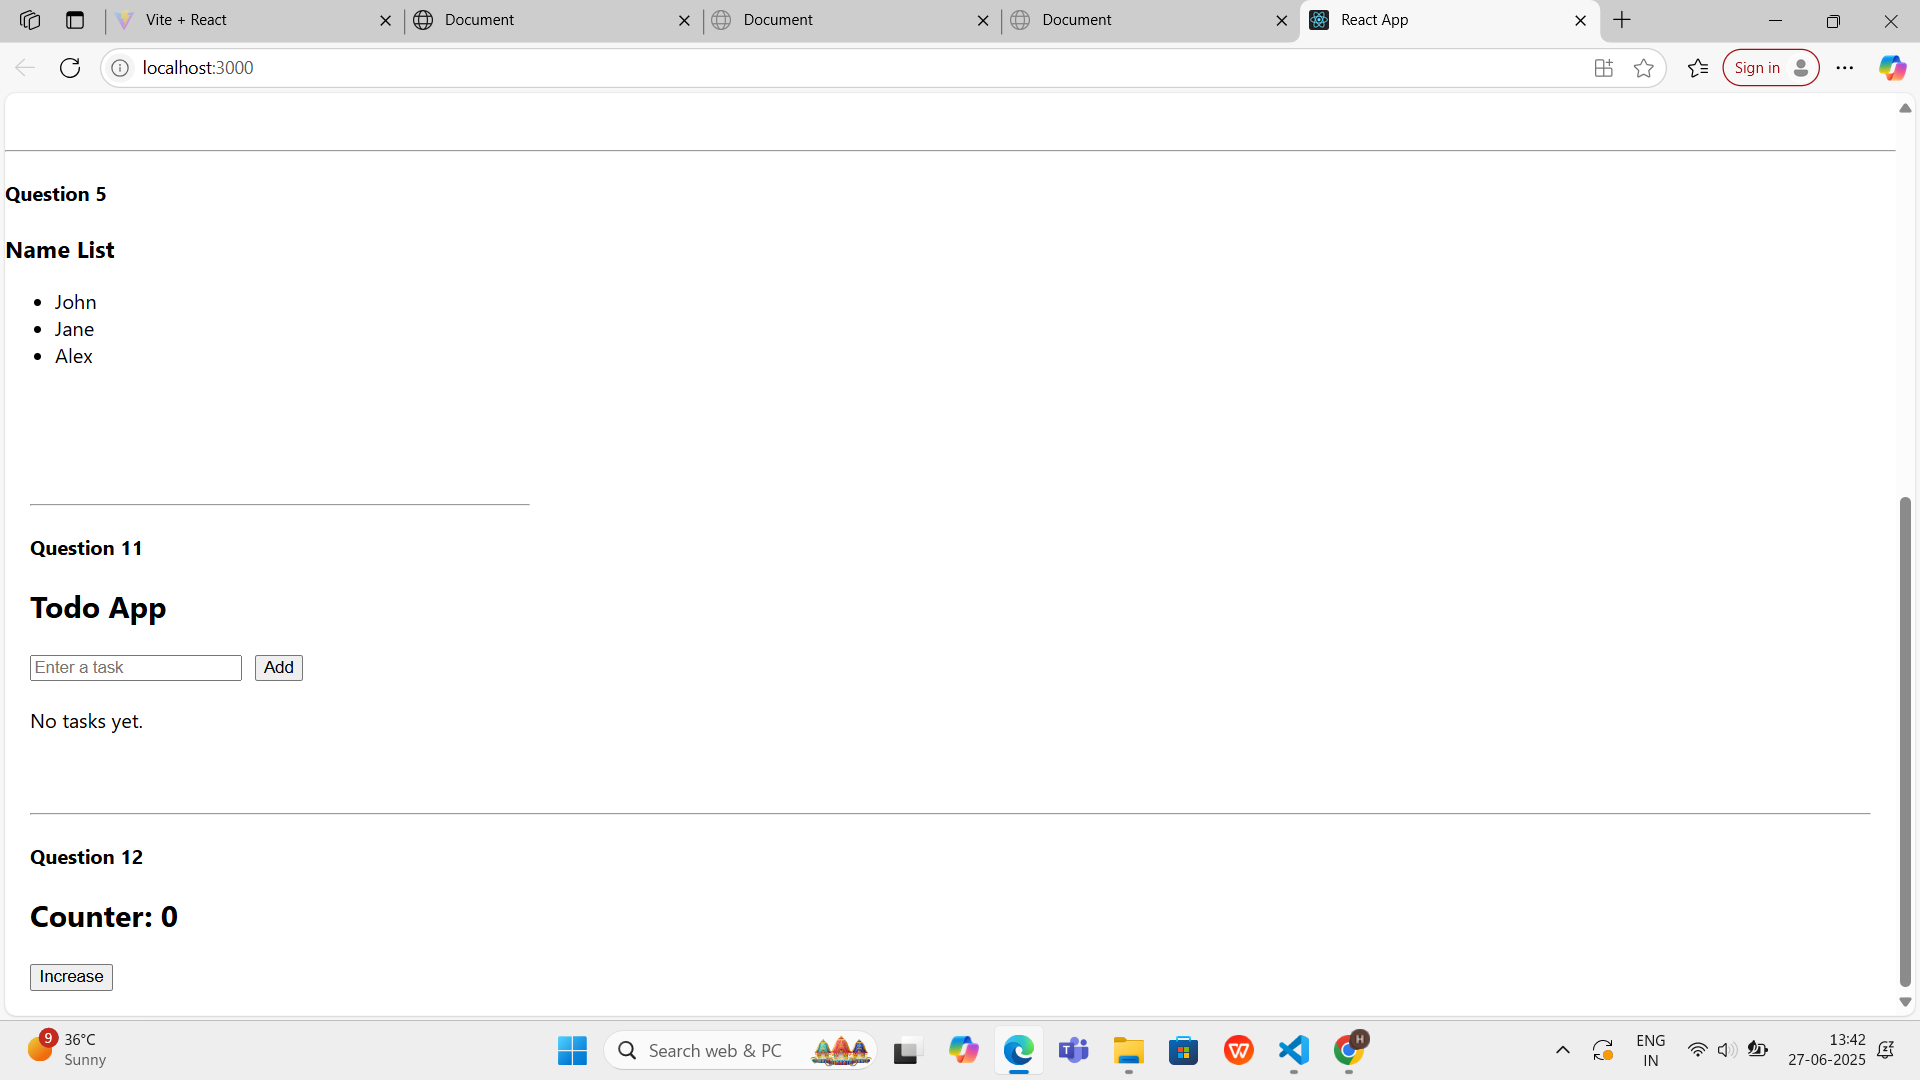 Vite + React
Document
Document
Document
React App
localhost:3000
Sign in
Question 5
Name List
John
Jane
Alex
Question 11
Todo App
Enter a task
Add
No tasks yet.
Question 12
Counter: 0
Increase
9
36°C
Sunny
Search web & PC
H
ENG
IN
13:42
27-06-2025